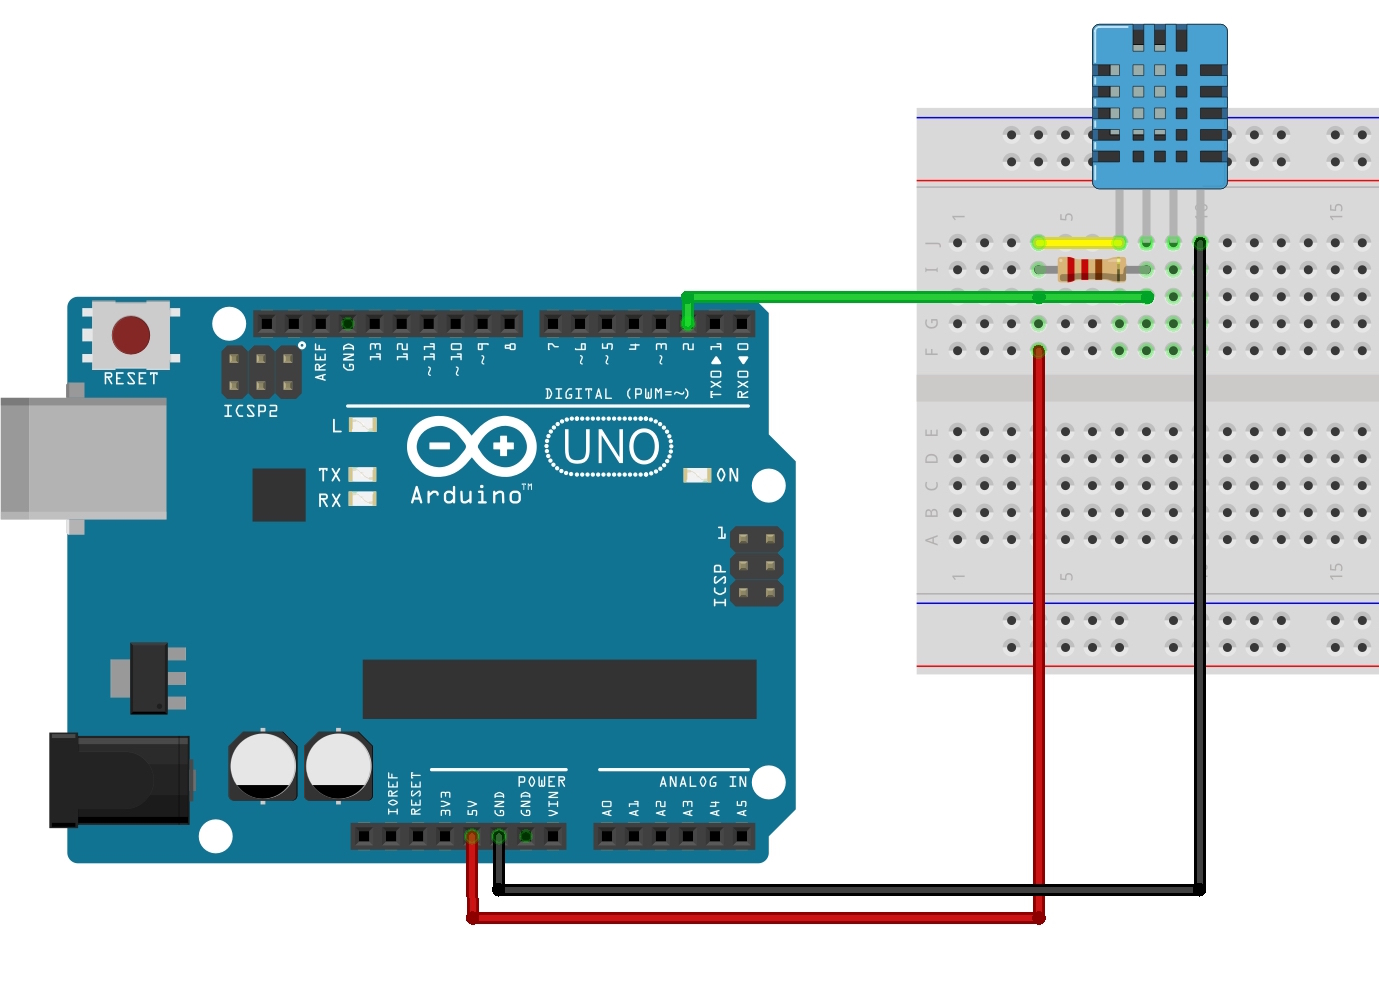 1
5
10
15
J
I
G
F
E
D
C
B
A
1
5
15
RESET
ICSP2
AREF
GND
13
12
~11
~10
~9
8
7
~6
~5
4
~3
2
TX0▶1
RX0◀0
DIGITAL (PWM=~)
L
TX
RX
UNO
Arduino™
ON
1
ICSP
IOREF
RESET
3V3
5V
GND
GND
VIN
POWER
ANALOG IN
A0
A1
A2
A3
A4
A5